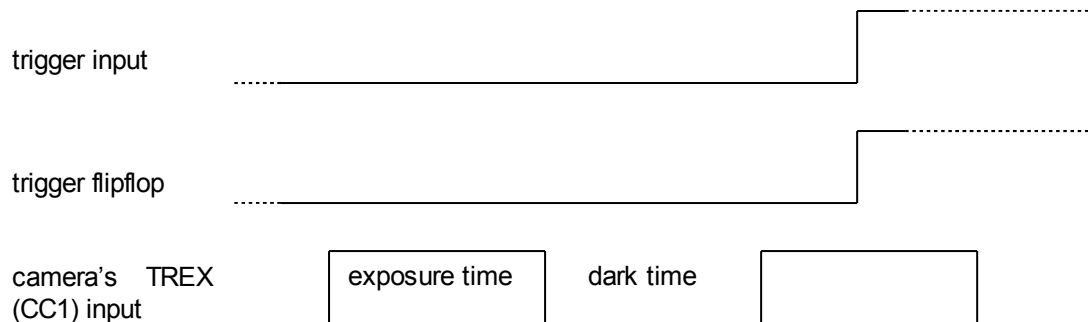 trigger input
trigger flipflop
camera's TREX
(CC1) input
exposure time
dark time